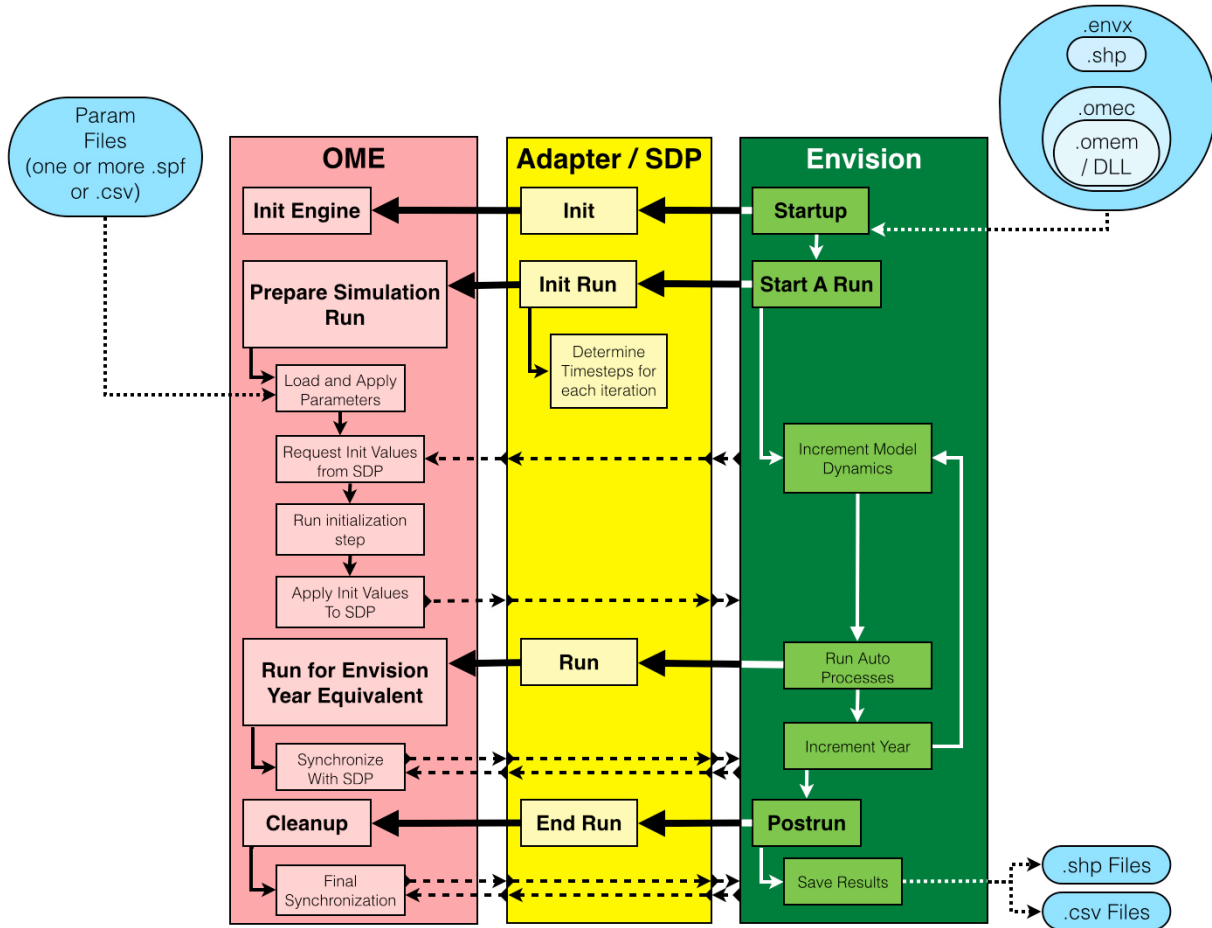 .envx
.shp
.omec
.omem
/ DLL
Param
Files
(one or more .spf
or .csv)
OME
Adapter / SDP
Envision
Init Engine
Init
Startup
Prepare Simulation
Run
Init Run
Start A Run
Determine
Timesteps for
each iteration
Load and Apply
Parameters
Request Init Values
from SDP
Increment Model
Dynamics
Run initialization
step
Apply Init Values
To SDP
Run for Envision
Year Equivalent
Run
Run Auto
Processes
Synchronize
With SDP
Increment Year
Cleanup
End Run
Postrun
Final
Synchronization
Save Results
.shp Files
.csv Files